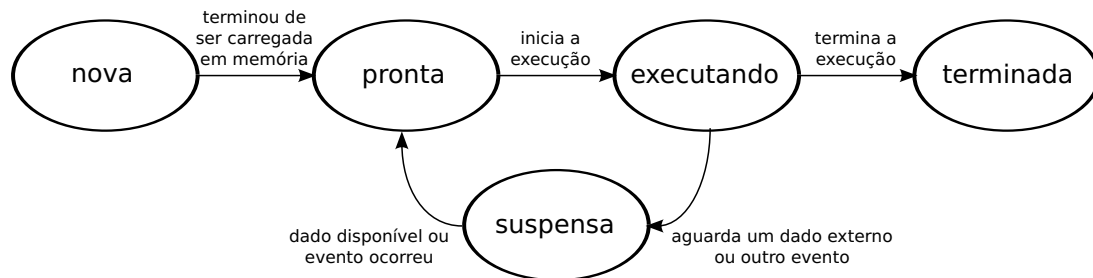 terminou de
ser carregada
em memória
inicia a
execução
termina a
execução
nova
pronta
executando
terminada
suspensa
dado disponível ou
evento ocorreu
aguarda um dado externo
ou outro evento